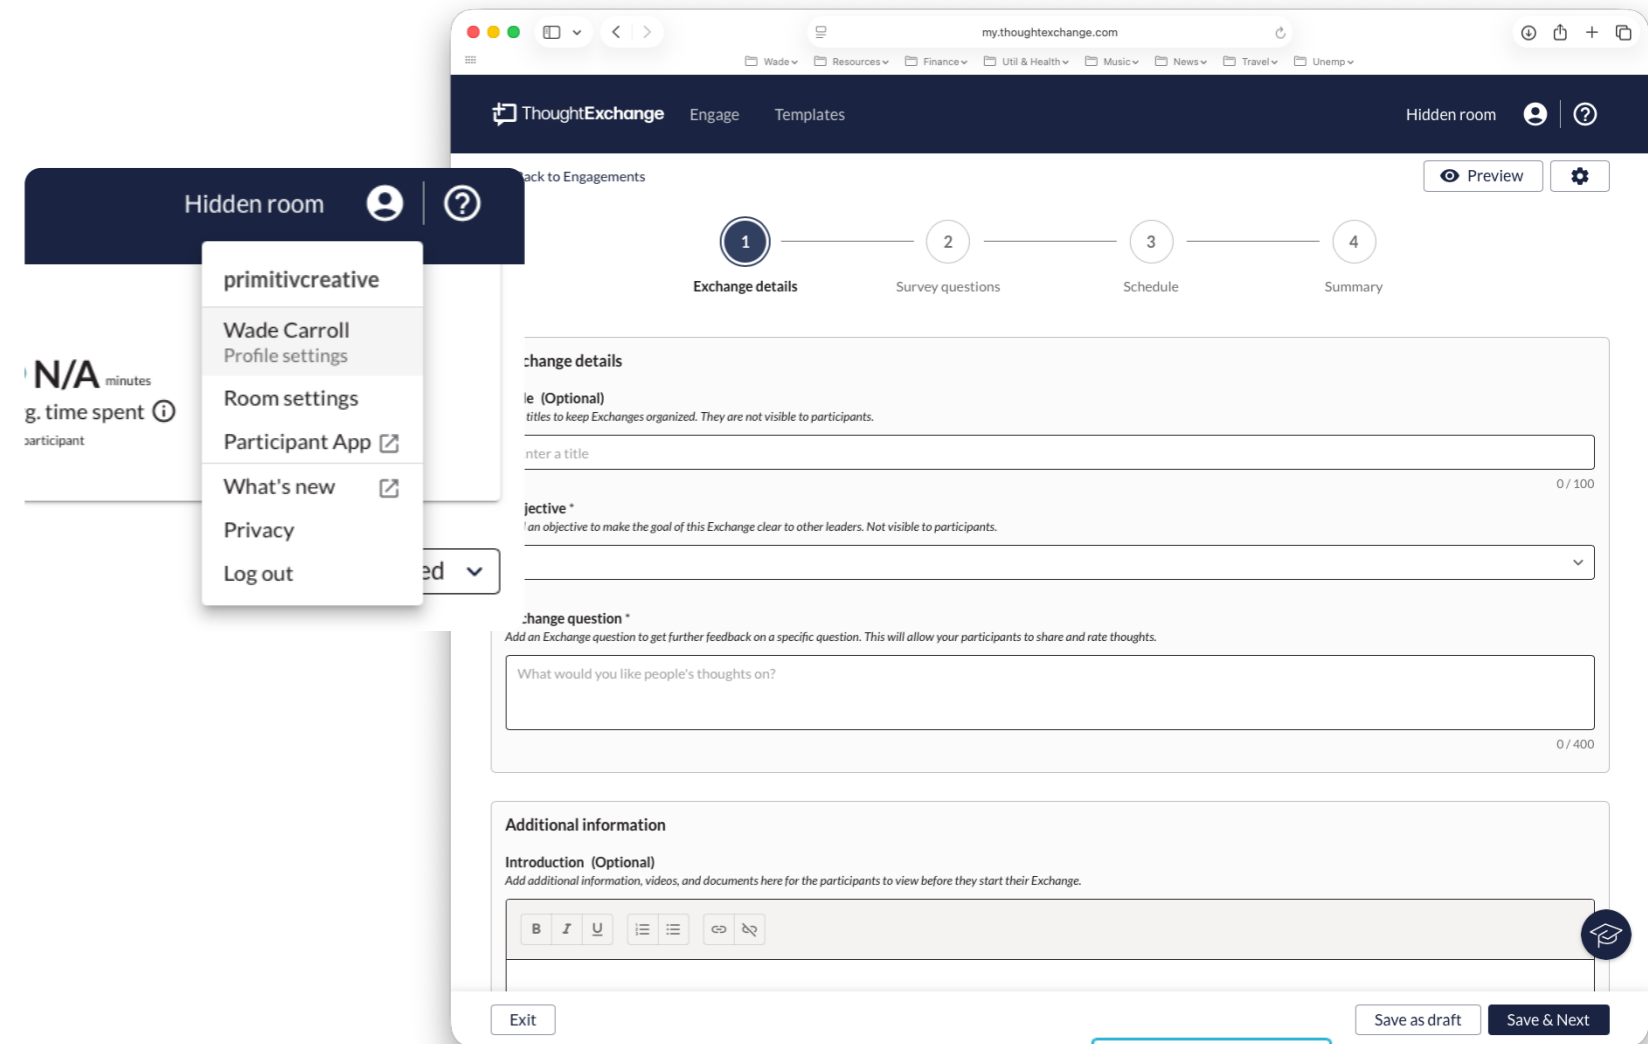 my.thoughtexchange.com
Wade
Resources
Finance
Util & Health
Music
News
Travel
Unemp
ThoughtExchange
Engage
Templates
Hidden room
to Engagements
Preview
1
2
3
4
Exchange details
Survey questions
Schedule
Summary
Hidden room
primitivcreative
Wade Carroll
Profile settings
Room settings
Participant App
What's new
Privacy
Log out
N/A minutes
g. time spent
participant
ed
change details
le (Optional)
titles to keep Exchanges organized. They are not visible to participants.
nter a title
0 / 100
jective *
an objective to make the goal of this Exchange clear to other leaders. Not visible to participants.
change question *
Add an Exchange question to get further feedback on a specific question. This will allow your participants to share and rate thoughts.
What would you like people's thoughts on?
0 / 400
Additional information
Introduction (Optional)
Add additional information, videos, and documents here for the participants to view before they start their Exchange.
B I U
Exit
Save as draft
Save & Next